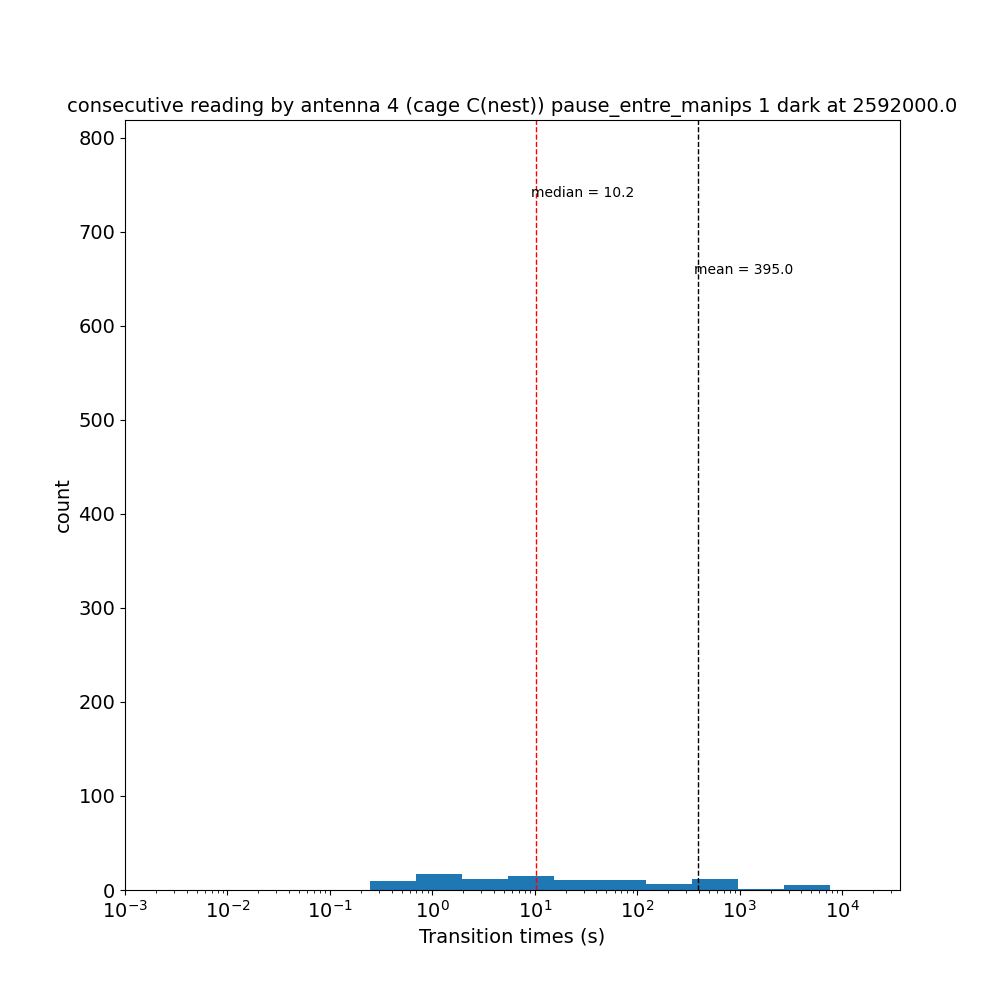 consecutive reading by antenna 4 (cage C(nest)) pause_entre_manips 1 dark at 2592000.0
800
700
600
500
400
300
200
100
0
count
median = 10.2
mean = 395.0
10⁻³ 10⁻² 10⁻¹ 10⁰ 10¹ 10² 10³ 10⁴
Transition times (s)